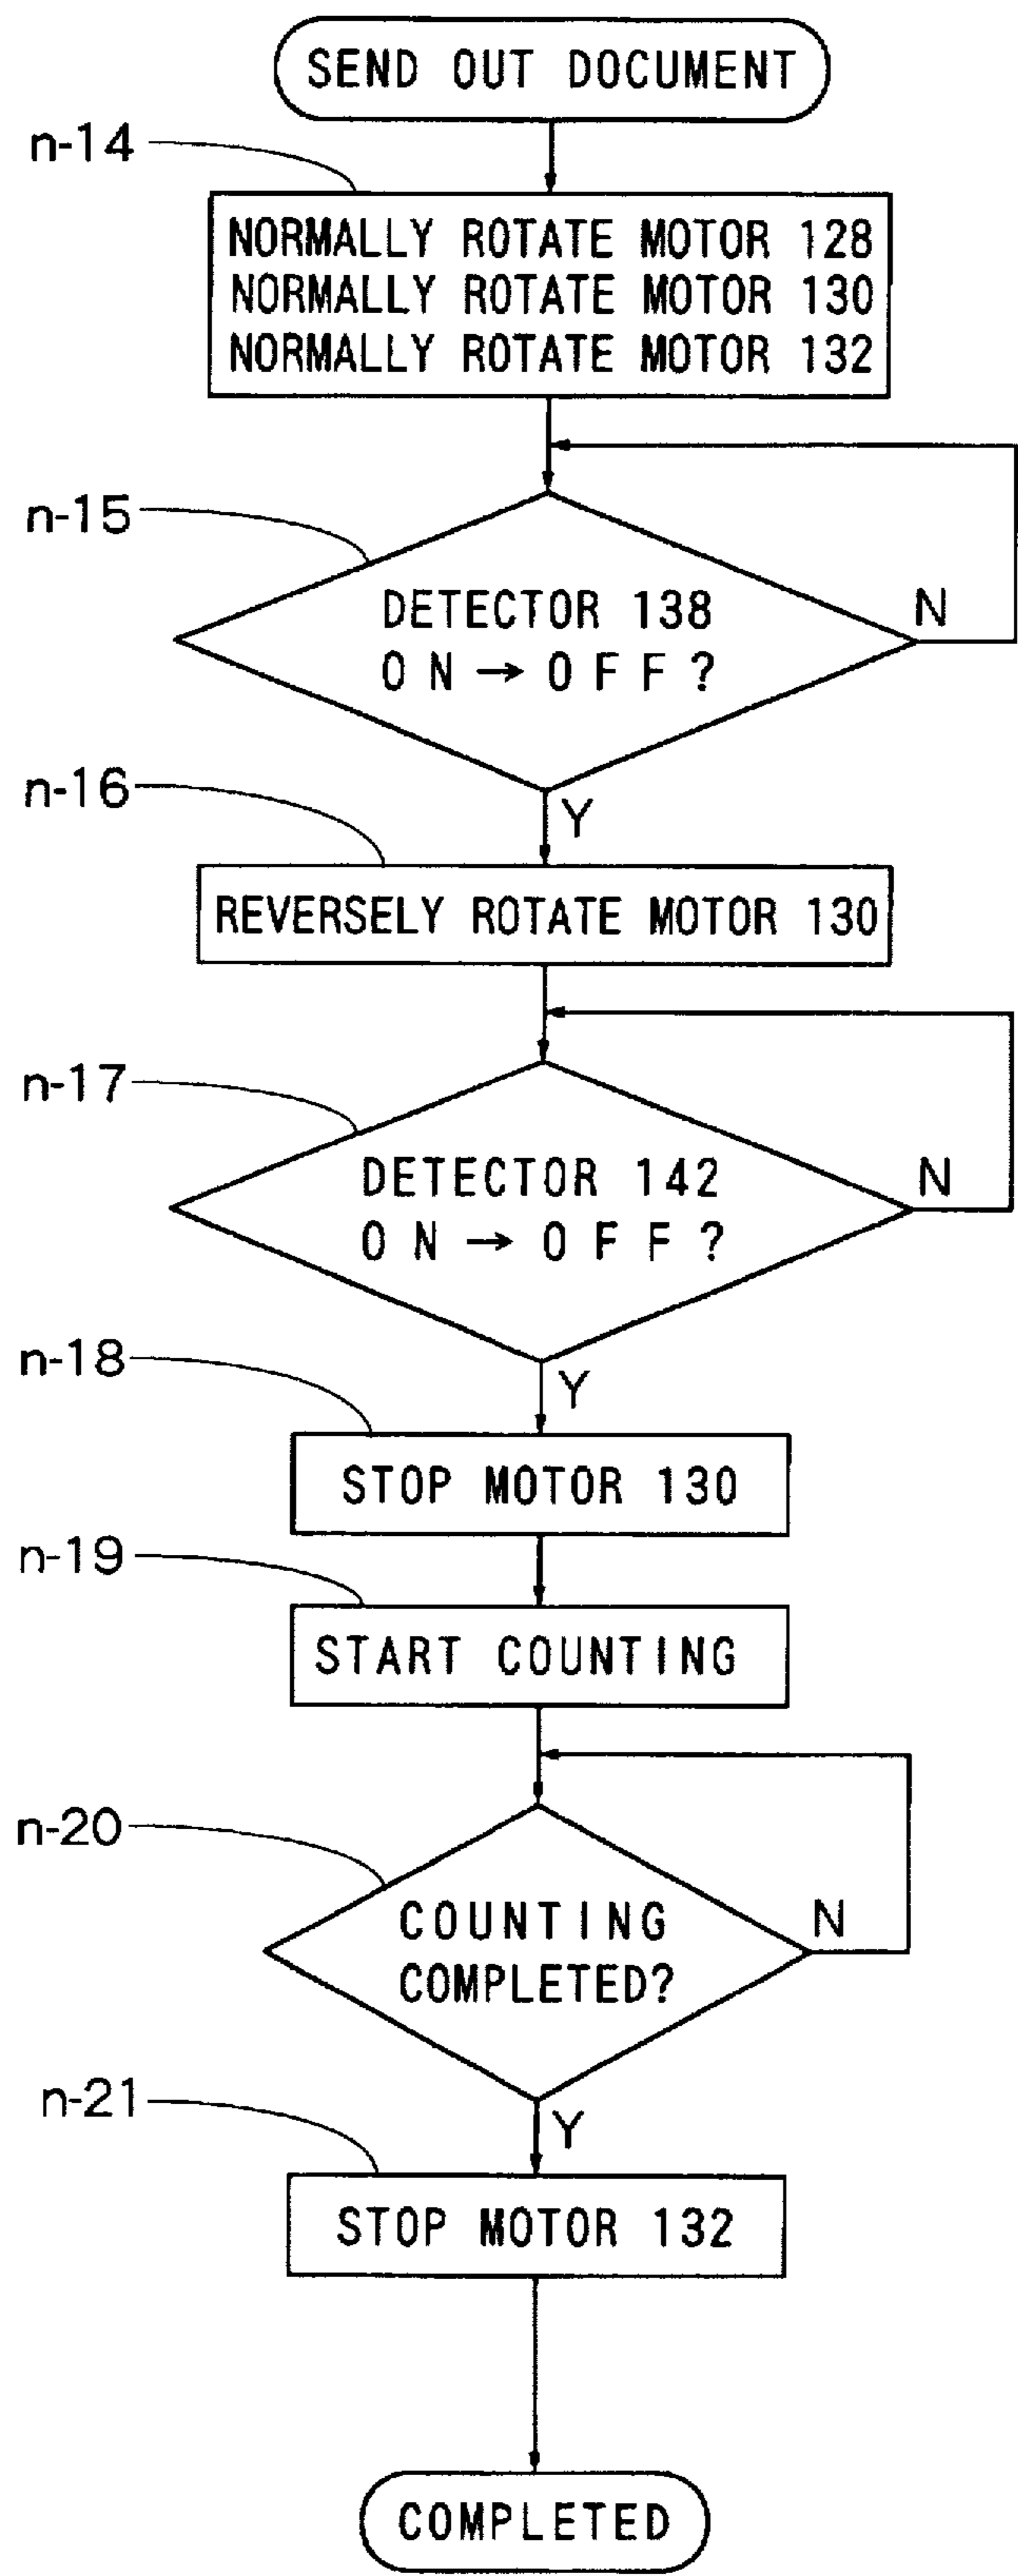 SEND OUT DOCUMENT
n-14
NORMALLY ROTATE MOTOR 128
NORMALLY ROTATE MOTOR 130
NORMALLY ROTATE MOTOR 132
n-15
DETECTOR 138
ON→OFF?
N
Y
n-16
REVERSELY ROTATE MOTOR 130
n-17
DETECTOR 142
ON→OFF?
N
Y
n-18
STOP MOTOR 130
n-19
START COUNTING
n-20
COUNTING
COMPLETED?
N
Y
n-21
STOP MOTOR 132
COMPLETED